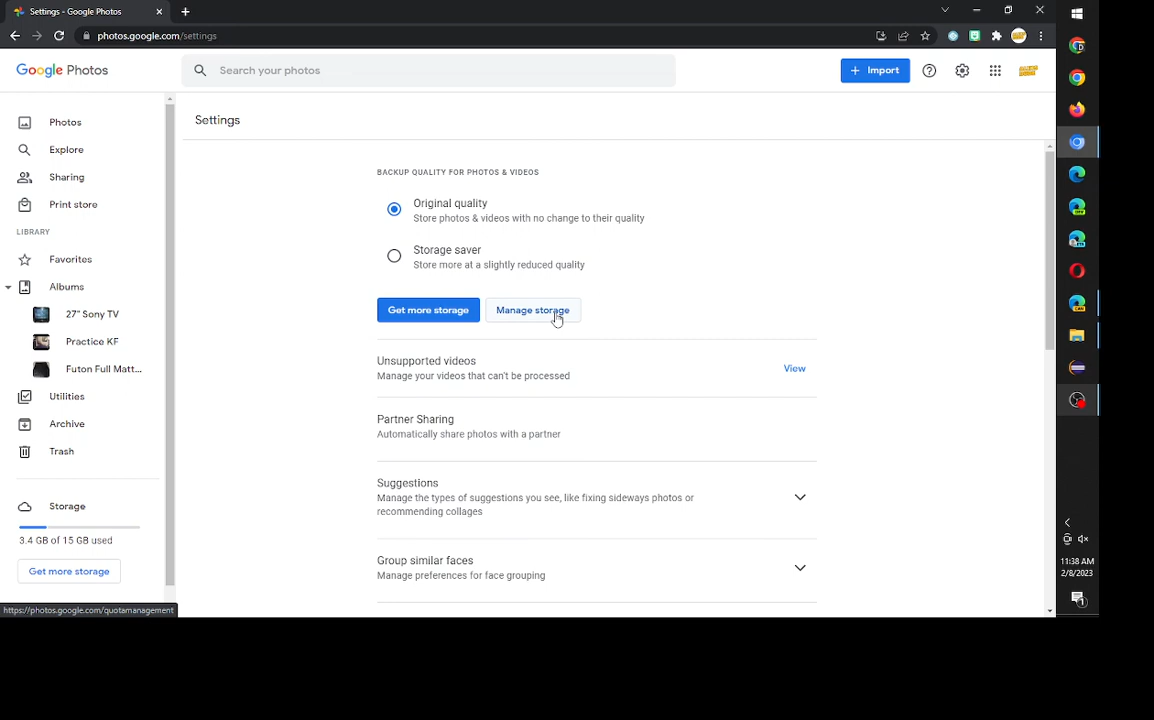 Settings - Google Photos
photos.google.com/settings
Google Photos
Search your photos
Import
Photos
Explore
Sharing
Print store
LIBRARY
Favorites
Albums
27" Sony TV
Practice KF
Futon Full Matt...
Utilities
Archive
Trash
Storage
3.4 GB of 15 GB used
Get more storage
https://photos.google.com/quotamanagement
Settings
BACKUP QUALITY FOR PHOTOS & VIDEOS
Original quality
Store photos & videos with no change to their quality
Storage saver
Store more at a slightly reduced quality
Get more storage
Manage storage
Unsupported videos
Manage your videos that can't be processed
View
Partner Sharing
Automatically share photos with a partner
Suggestions
Manage the types of suggestions you see, like fixing sideways photos or
recommending collages
Group similar faces
Manage preferences for face grouping
11:38 AM
2/8/2023
1